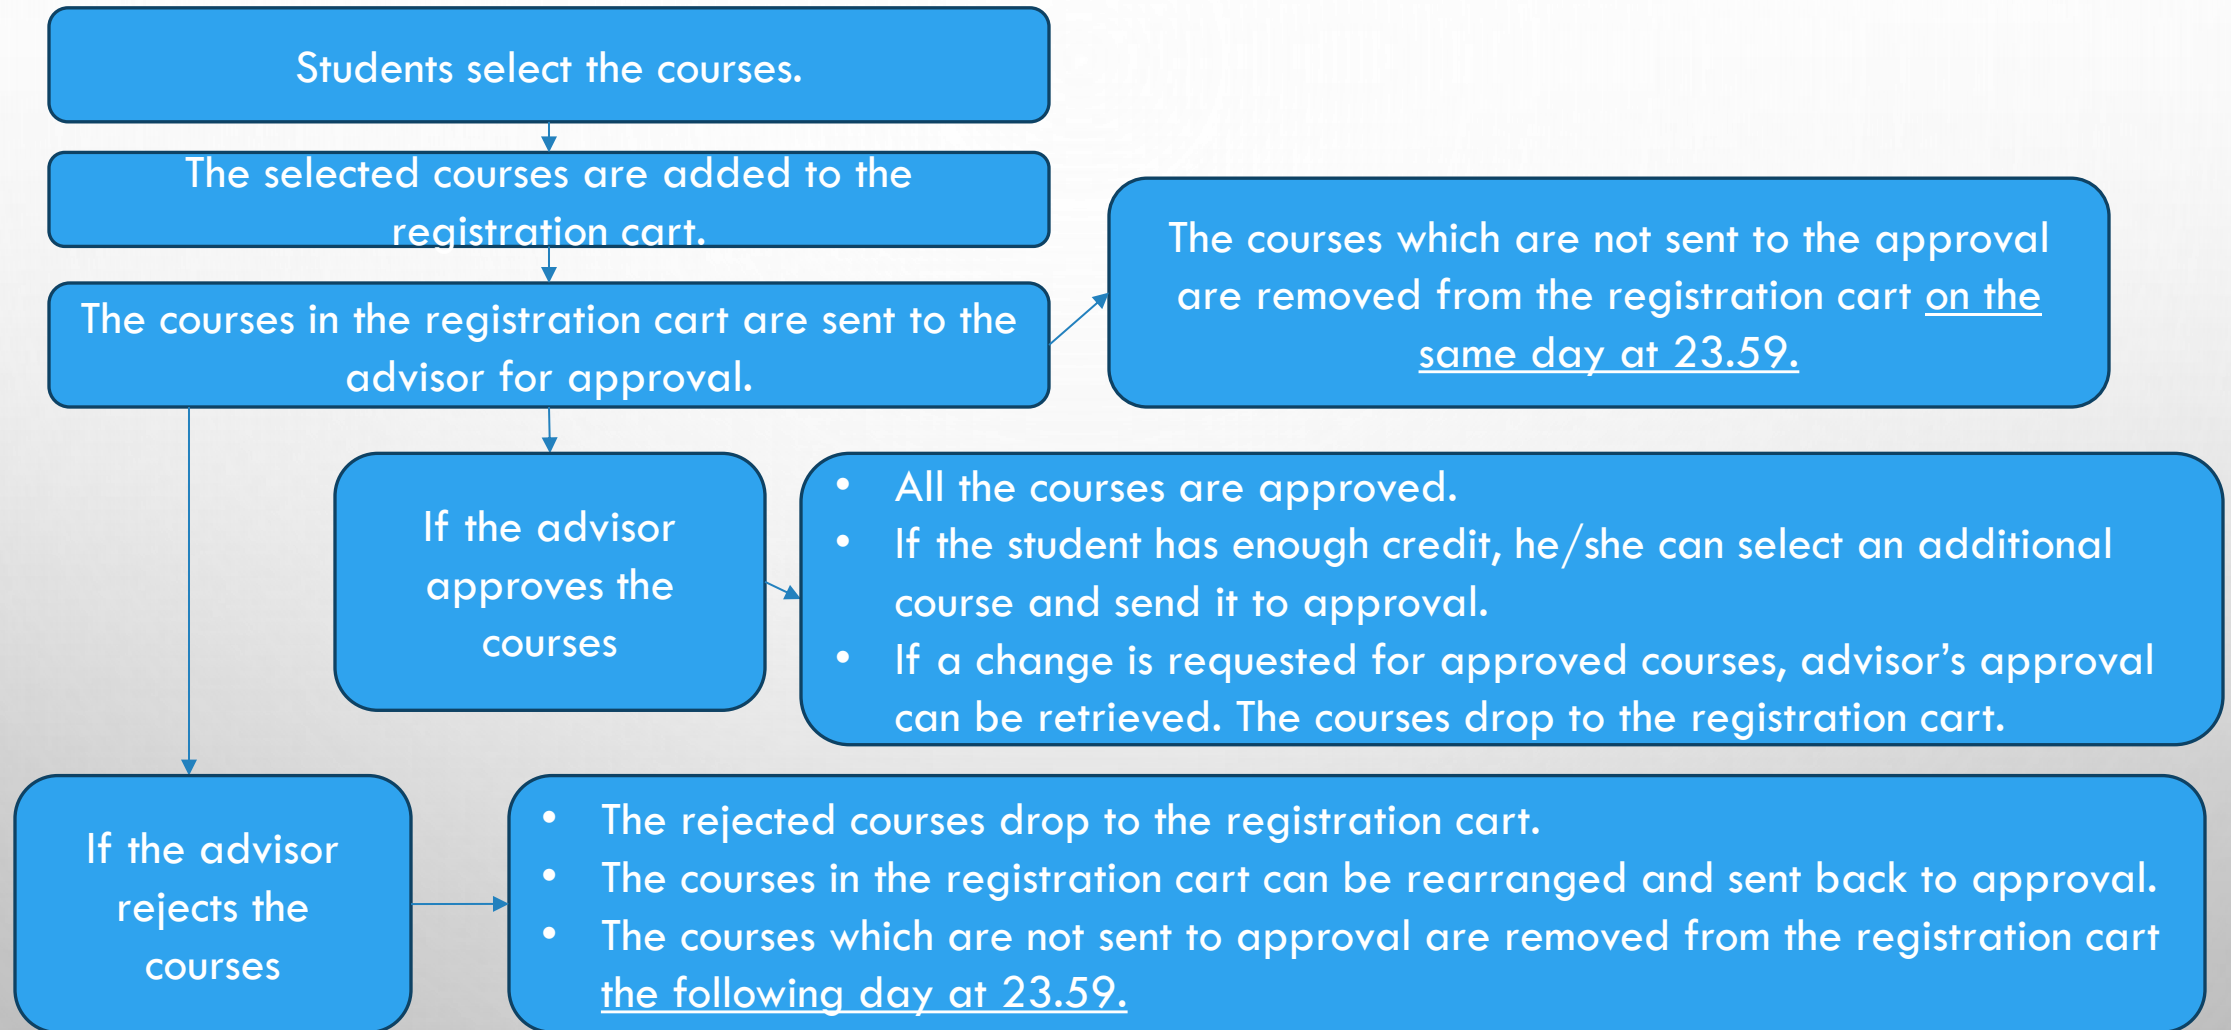 Students select the courses.
The selected courses are added to the
registration cart.
The courses in the registration cart are sent to the
advisor for approval.
The courses which are not sent to the approval
are removed from the registration cart on the
same day at 23.59.
If the advisor
approves the
courses
• All the courses are approved.
• If the student has enough credit, he/she can select an additional
course and send it to approval.
• If a change is requested for approved courses, advisor’s approval
can be retrieved. The courses drop to the registration cart.
If the advisor
rejects the
courses
• The rejected courses drop to the registration cart.
• The courses in the registration cart can be rearranged and sent back to approval.
• The courses which are not sent to approval are removed from the registration cart
the following day at 23.59.